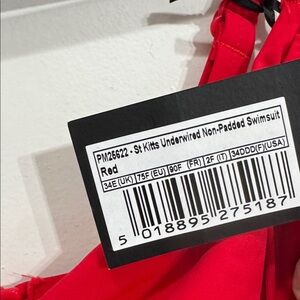 PM25622 - St Kitts Underwired Non-Padded Swimsuit
Red
34E (UK) 75F (EU) 90F (FR) 2F (IT) 34DDD(F)(USA)
5 018895 275187